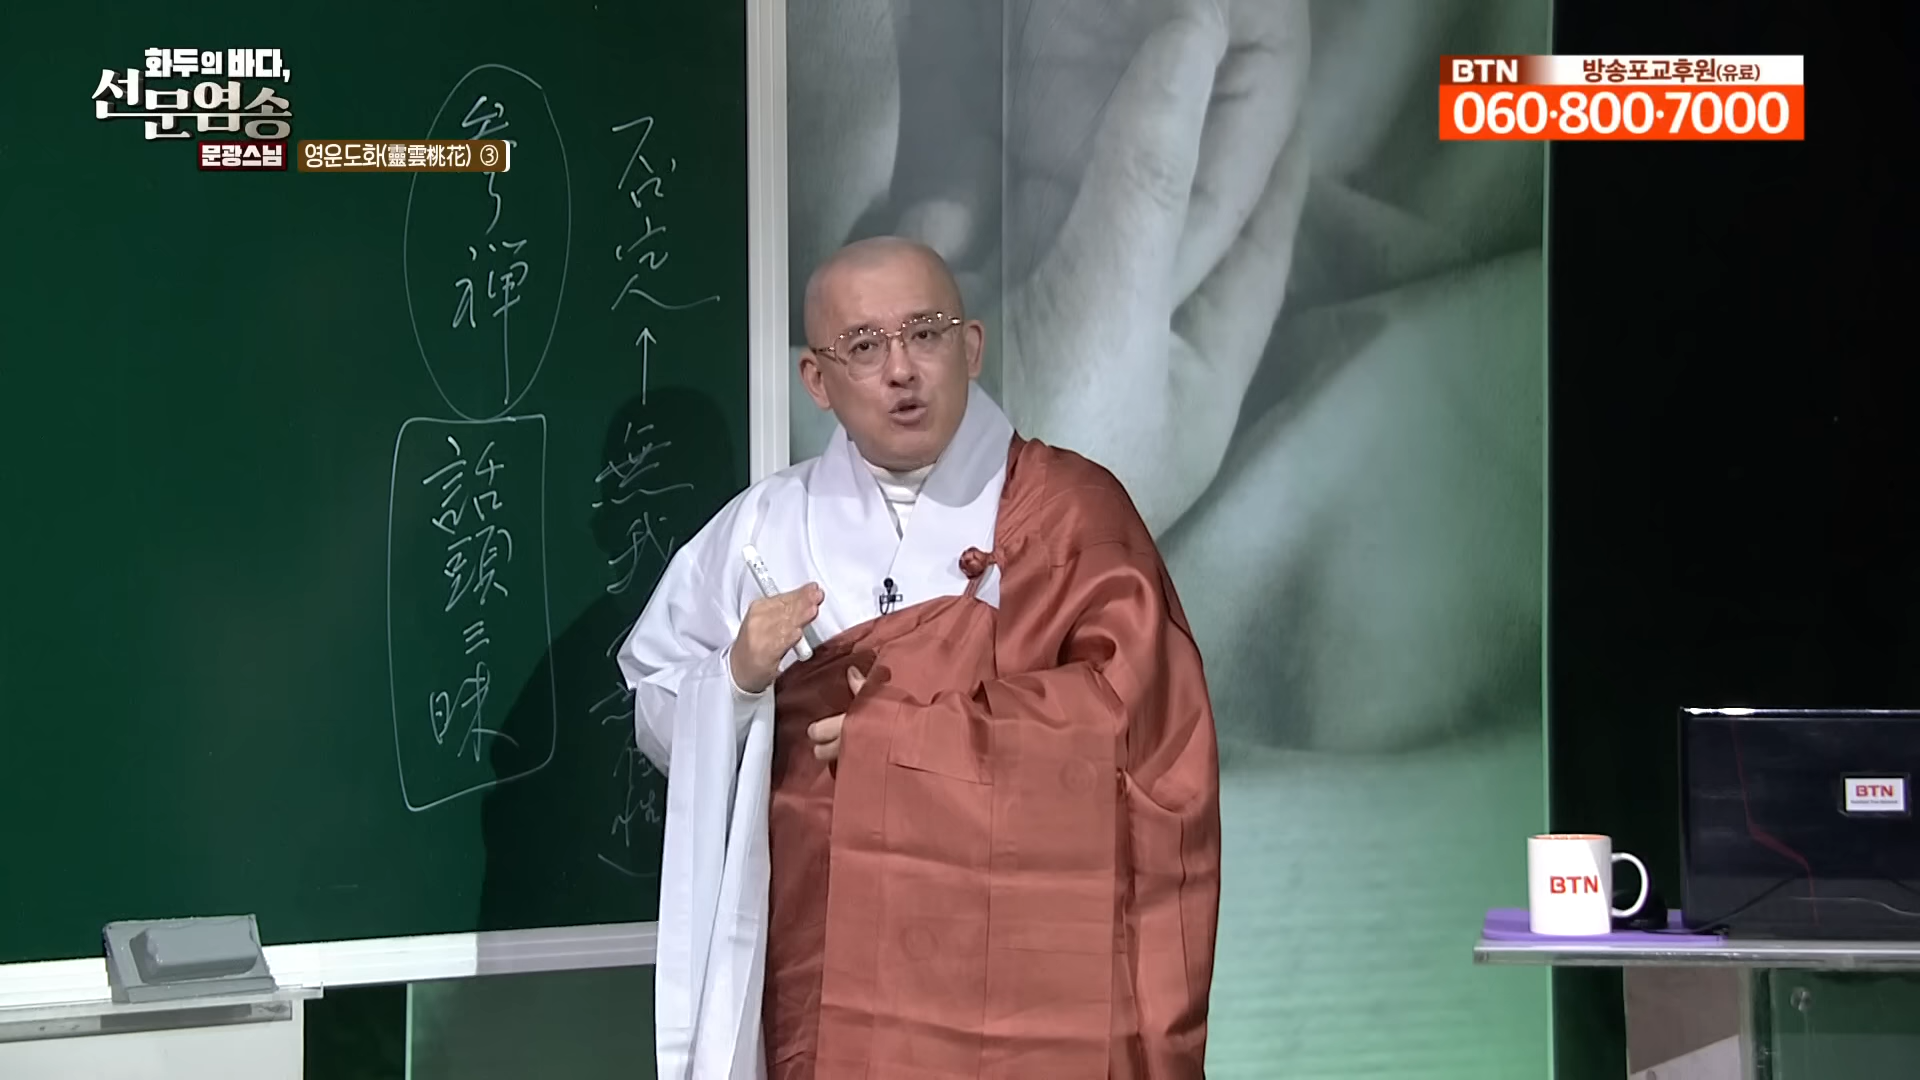 화두의 바다,
선문염송
문광스님 영운도화(靈雲桃花) ③
BTN 방송포교후원(유료)
060·800·7000
參禪
話頭三昧
無我
BTN
BTN